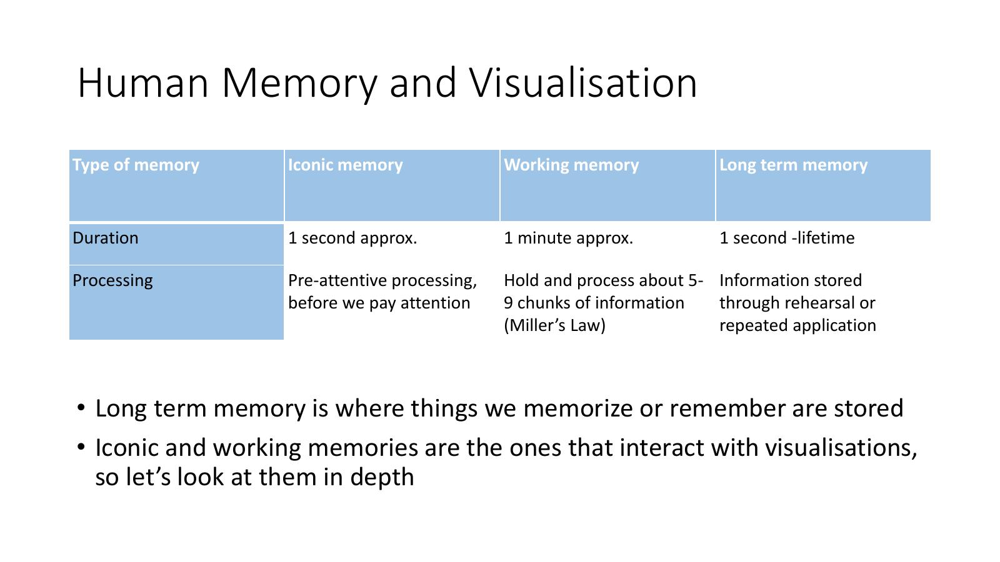 Human Memory and Visualisation
Type of memory
Iconic memory
Working memory
Long term memory
Duration
1 second approx.
1 minute approx.
1 second -lifetime
Processing
Pre-attentive processing,
before we pay attention
Hold and process about 5-
9 chunks of information
(Miller’s Law)
Information stored
through rehearsal or
repeated application
• Long term memory is where things we memorize or remember are stored
• Iconic and working memories are the ones that interact with visualisations,
so let’s look at them in depth